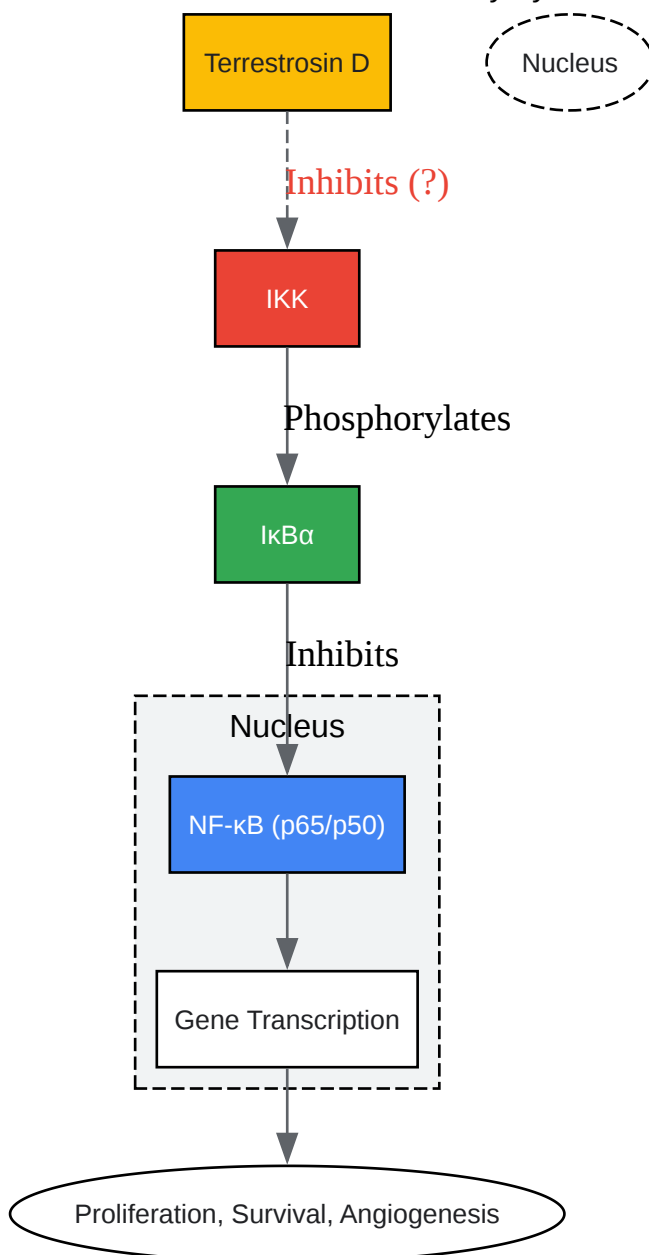 Terrestrosin D
Nucleus
Inhibits (?)
IKK
Phosphorylates
IκBα
Inhibits
Nucleus
NF-κB (p65/p50)
Gene Transcription
Proliferation, Survival, Angiogenesis